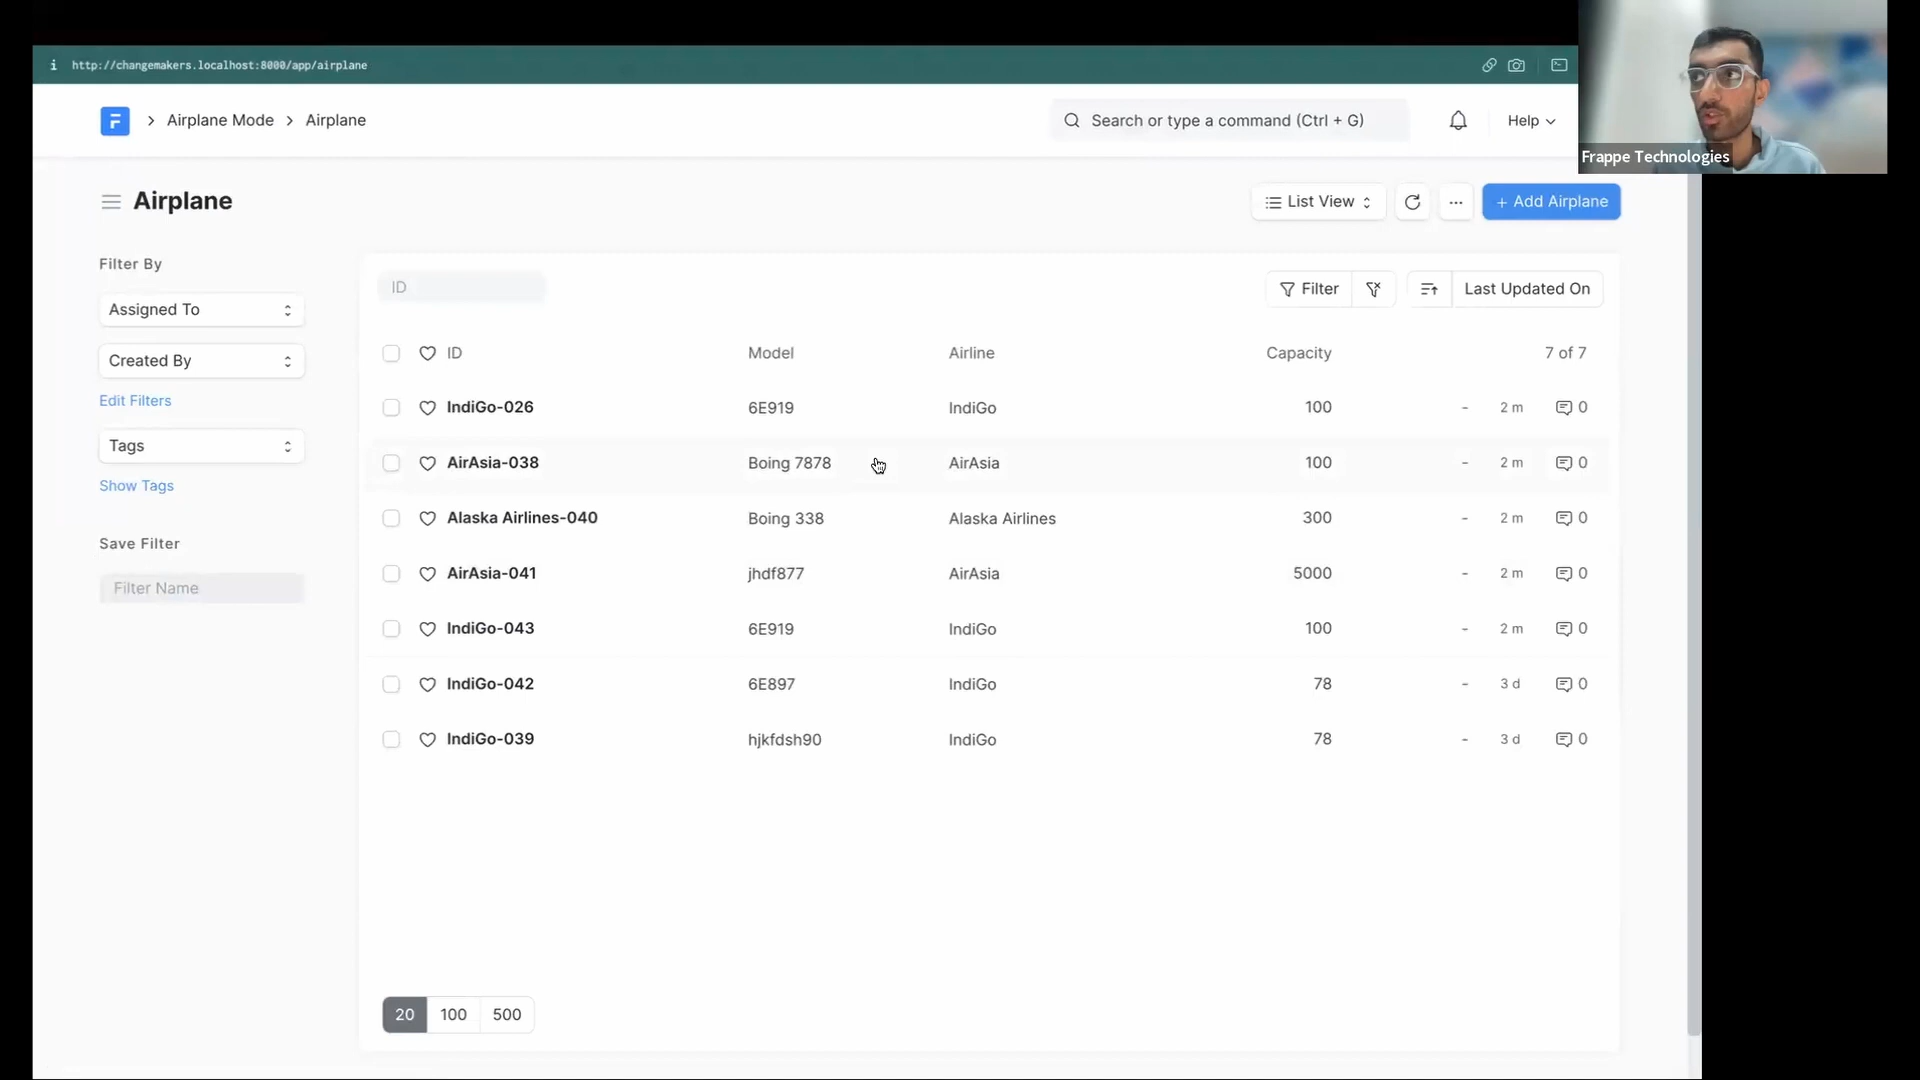 http://changemakers.localhost:8000/app/airplane
Airplane Mode Airplane
Search or type a command (Ctrl + G)
Help
Frappe Technologies
Airplane
List View
+ Add Airplane
Filter By
Assigned To
Created By
Edit Filters
Tags
Show Tags
Save Filter
Filter Name
ID
Filter
Last Updated On
ID Model Airline Capacity 7 of 7
IndiGo-026 6E919 IndiGo 100 - 2 m 0
AirAsia-038 Boing 7878 AirAsia 100 - 2 m 0
Alaska Airlines-040 Boing 338 Alaska Airlines 300 - 2 m 0
AirAsia-041 jhdf877 AirAsia 5000 - 2 m 0
IndiGo-043 6E919 IndiGo 100 - 2 m 0
IndiGo-042 6E897 IndiGo 78 - 3 d 0
IndiGo-039 hjkfdsh90 IndiGo 78 - 3 d 0
20 100 500